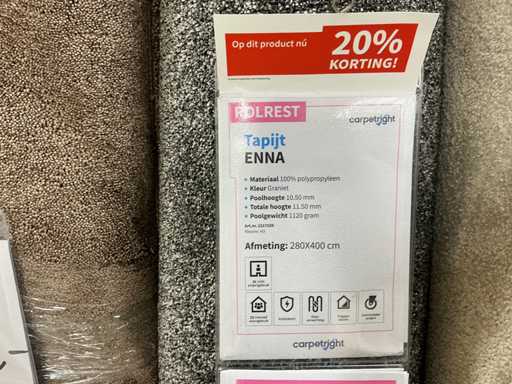 Op dit product nú
20%
KORTING!
ROLREST
carpetright
Tapijt
ENNA
• Materiaal 100% polypropyleen
• Kleur Graniet
• Poolhoogte 10.50 mm
• Totale hoogte 11.50 mm
• Poolgewicht 1120 gram
Afmeting: 280X400 cm
carpetright